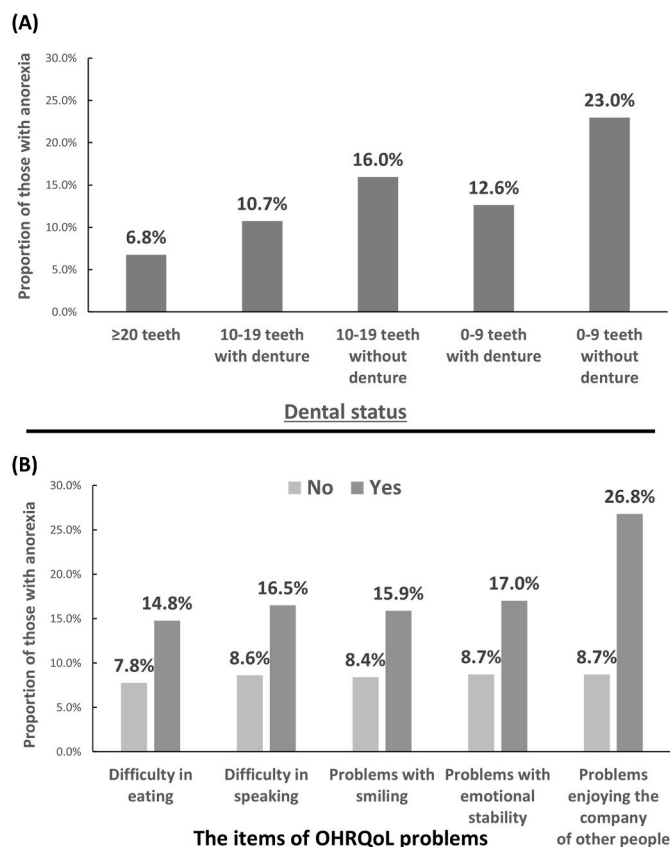 (A)
Proportion of those with anorexia
30.0%
25.0%
20.0%
15.0%
10.0%
5.0%
0.0%
6.8%
10.7%
16.0%
12.6%
23.0%
≥20 teeth
10-19 teeth
with denture
10-19 teeth
without
denture
0-9 teeth
with denture
0-9 teeth
without
denture
Dental status
(B)
Proportion of those with anorexia
30.0%
25.0%
20.0%
15.0%
10.0%
5.0%
0.0%
No Yes
7.8% 14.8%
8.6% 16.5%
8.4% 15.9%
8.7% 17.0%
8.7% 26.8%
Difficulty in
eating
Difficulty in
speaking
Problems with
smiling
Problems with
emotional
stability
Problems
enjoying the
company
of other people
The items of OHRQoL problems